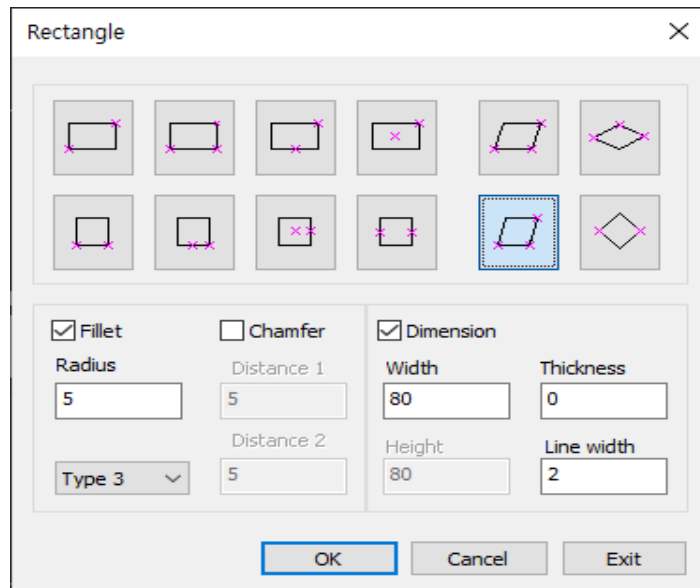 Rectangle
Fillet
Chamfer
Dimension
Radius
Distance 1
Width
Thickness
5
5
80
0
Distance 2
Height
Line width
Type 3
5
80
2
OK
Cancel
Exit